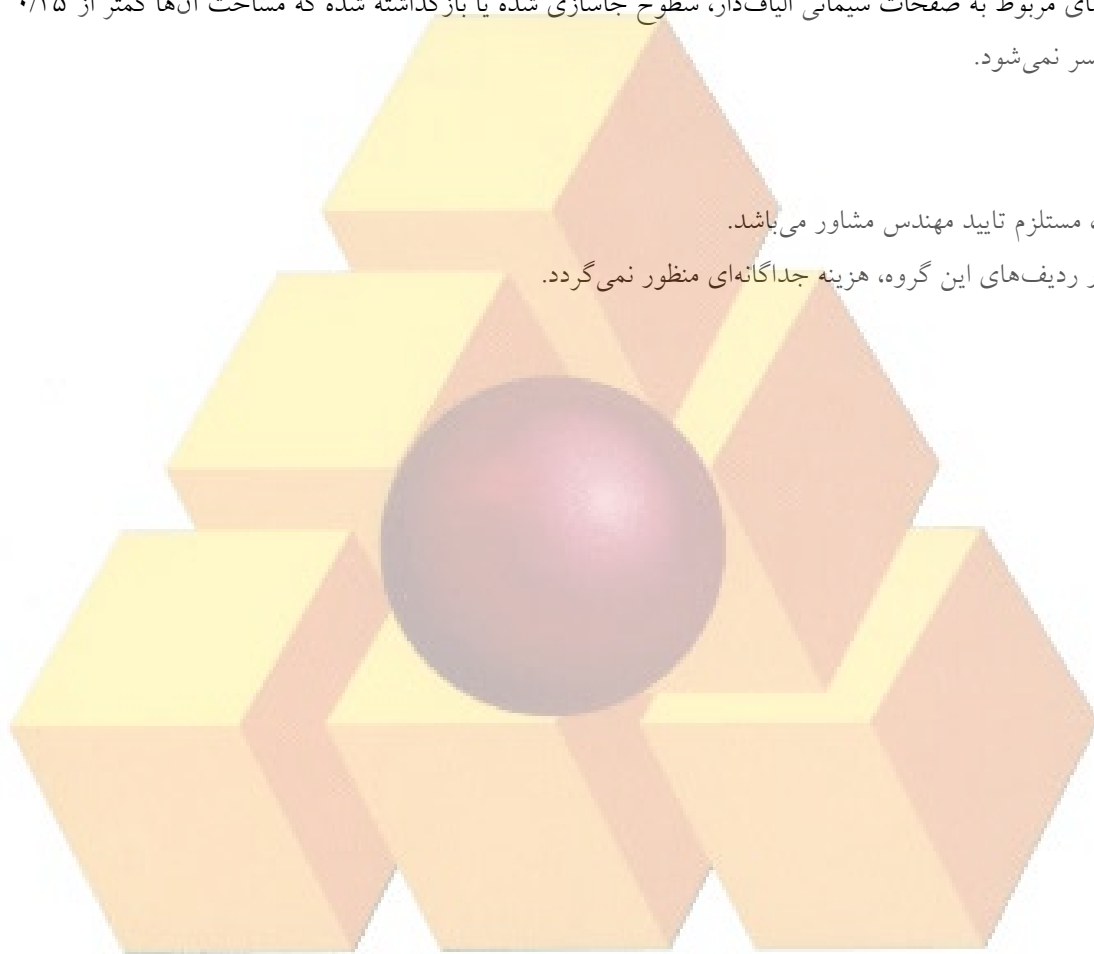 ای مربوط به صفحات سیمانی الیاف‌دار، سطوح جاسازی شده یا بازگذاشته شده که مساحت آن‌ها کمتر از ۰/۲۵
سر نمی‌شود.
، مستلزم تایید مهندس مشاور می‌باشد.
ر ردیف‌های این گروه، هزینه جداگانه‌ای منظور نمی‌گردد.